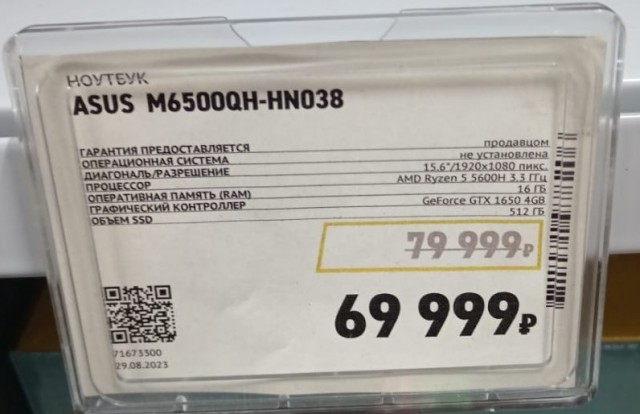 НОУТБУК
ASUS M6500QH-HN038
ГАРАНТИЯ ПРЕДОСТАВЛЯЕТСЯ продавцом
ОПЕРАЦИОННАЯ СИСТЕМА не установлена
ДИАГОНАЛЬ/РАЗРЕШЕНИЕ 15.6"/1920x1080 пикс.
ПРОЦЕССОР AMD Ryzen 5 5600H 3.3 ГГц
ОПЕРАТИВНАЯ ПАМЯТЬ (RAM) 16 ГБ
ГРАФИЧЕСКИЙ КОНТРОЛЛЕР GeForce GTX 1650 4GB
ОБЪЕМ SSD 512 ГБ
79 999₽
69 999₽
71673300
29.08.2023